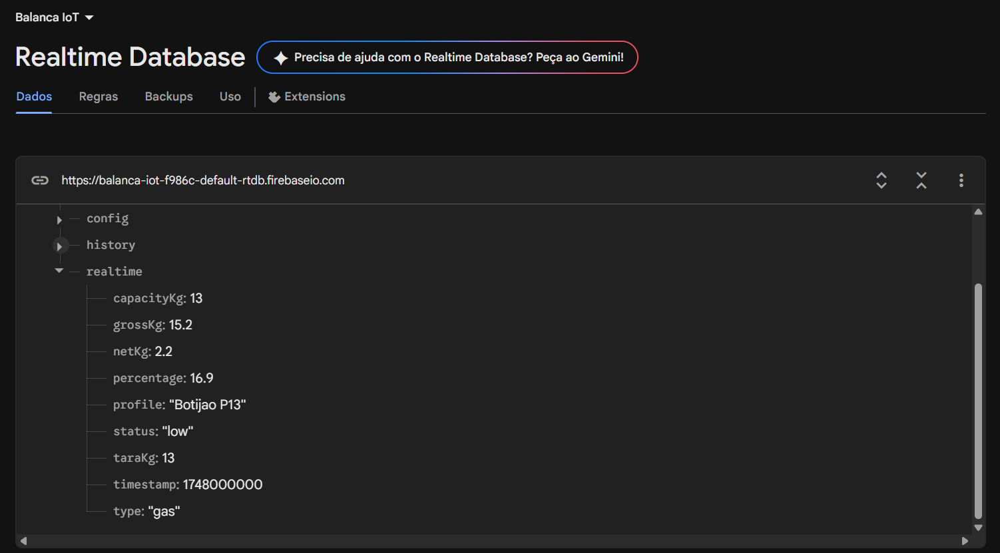 Balanca IoT
Realtime Database
Precisa de ajuda com o Realtime Database? Peça ao Gemini!
Dados Regras Backups Uso Extensions
https://balanca-iot-f986c-default-rtdb.firebaseio.com
config
history
realtime
capacityKg: 13
grossKg: 15.2
netKg: 2.2
percentage: 16.9
profile: "Botijao P13"
status: "low"
taraKg: 13
timestamp: 1748000000
type: "gas"